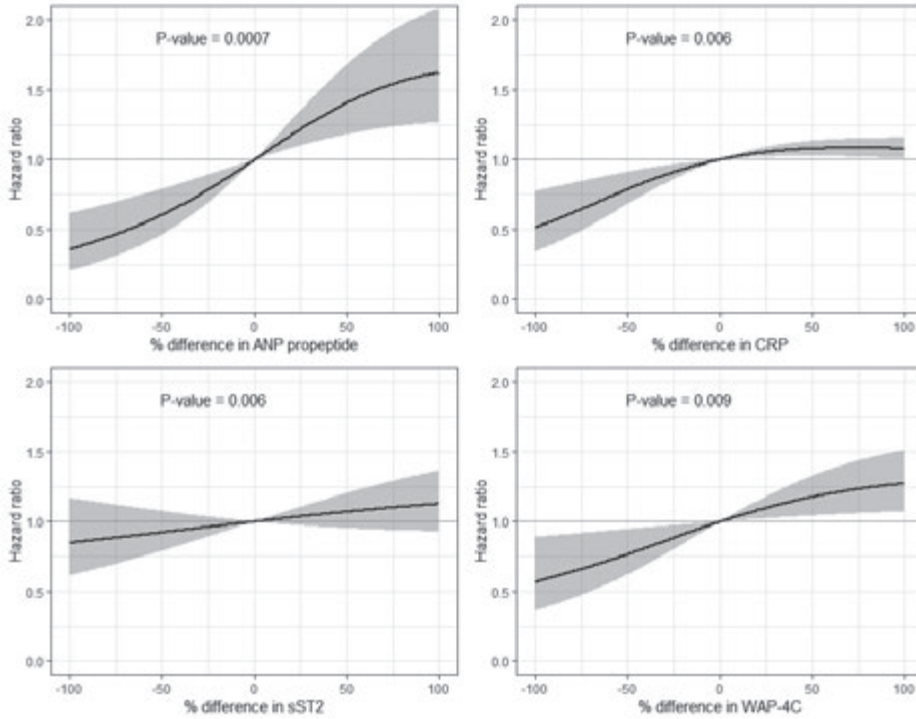 2.0
P-value = 0.0007
1.5
Hazard ratio
1.0
0.5
0.0
-100 -50 0 50 100
% difference in ANP propeptide
2.0
P-value = 0.006
1.5
Hazard ratio
1.0
0.5
0.0
-100 -50 0 50 100
% difference in CRP
2.0
P-value = 0.006
1.5
Hazard ratio
1.0
0.5
0.0
-100 -50 0 50 100
% difference in sST2
2.0
P-value = 0.009
1.5
Hazard ratio
1.0
0.5
0.0
-100 -50 0 50 100
% difference in WAP-4C